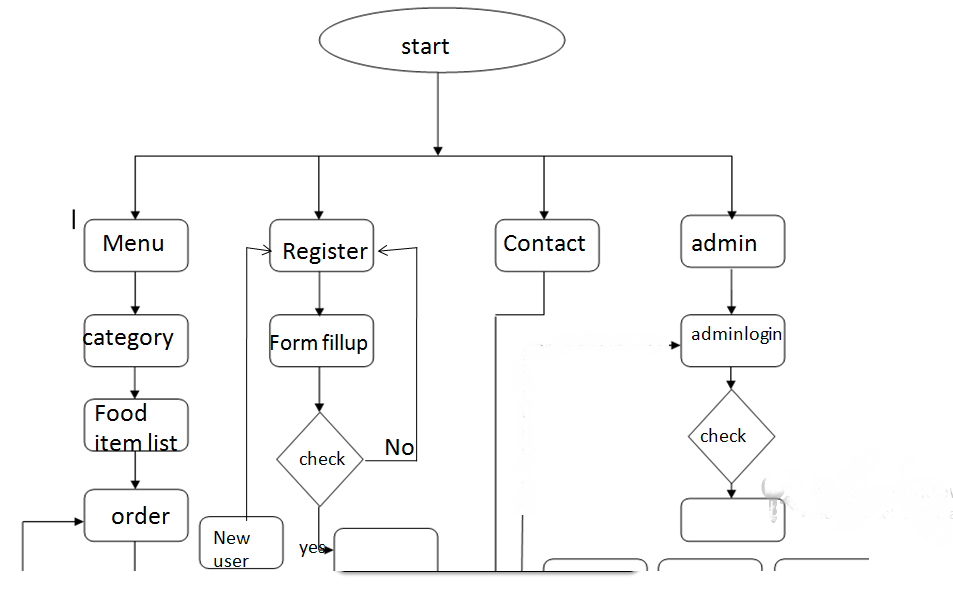 start
Menu
Register
Contact
admin
category
Form fillup
adminlogin
Food
item list
check
No
check
order
New
user
yes